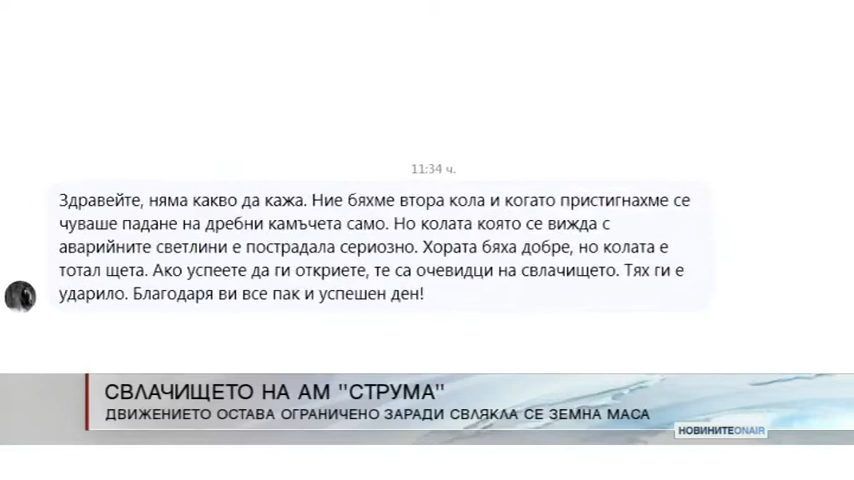 11:34 ч.
Здравейте, няма какво да кажа. Ние бяхме втора кола и когато пристигнахме се
чуваше падане на дребни камъчета само. Но колата която се вижда с
аварийните светлини е пострадала сериозно. Хората бяха добре, но колата е
тотал щета. Ако успеете да ги откриете, те са очевидци на свлачището. Тях ги е
ударило. Благодаря ви все пак и успешен ден!
СВЛАЧИЩЕТО НА АМ "СТРУМА"
ДВИЖЕНИЕТО ОСТАВА ОГРАНИЧЕНО ЗАРАДИ СВЛЯКЛА СЕ ЗЕМНА МАСА
НОВИНИТЕONAIR